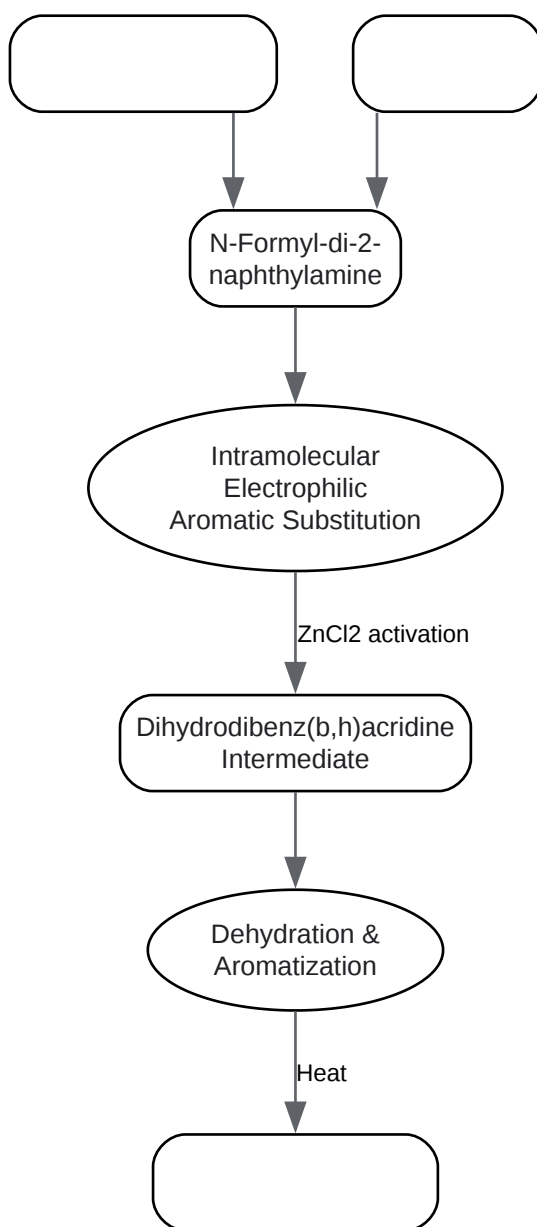 N-Formyl-di-2-
naphthylamine
Intramolecular
Electrophilic
Aromatic Substitution
ZnCl2 activation
Dihydrodibenz(b,h)acridine
Intermediate
Dehydration &
Aromatization
Heat